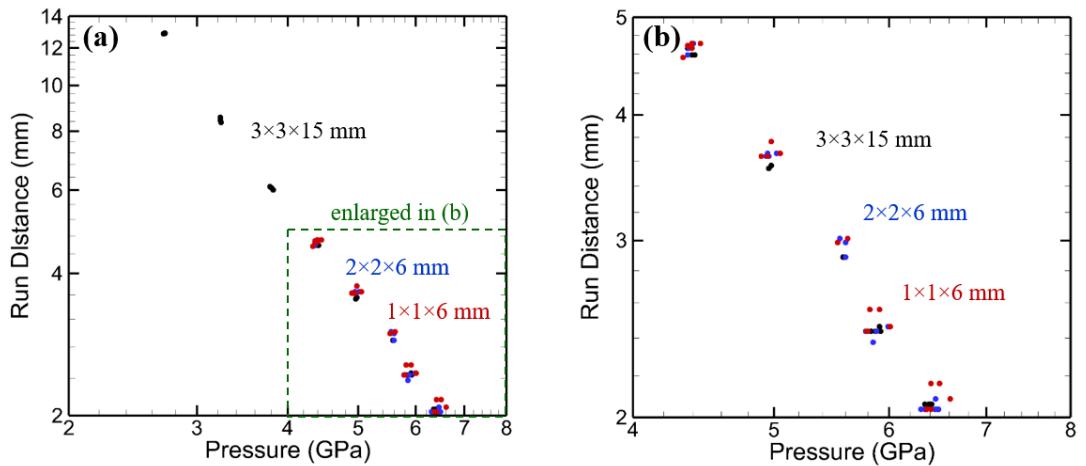 (a)
14
12
10
8
6
4
2
Run DIstance (mm)
3×3×15 mm
enlarged in (b)
2×2×6 mm
1×1×6 mm
2 3 4 5 6 7 8
Pressure (GPa)
(b)
5
4
3
2
Run Distance (mm)
3×3×15 mm
2×2×6 mm
1×1×6 mm
4 5 6 7 8
Pressure (GPa)